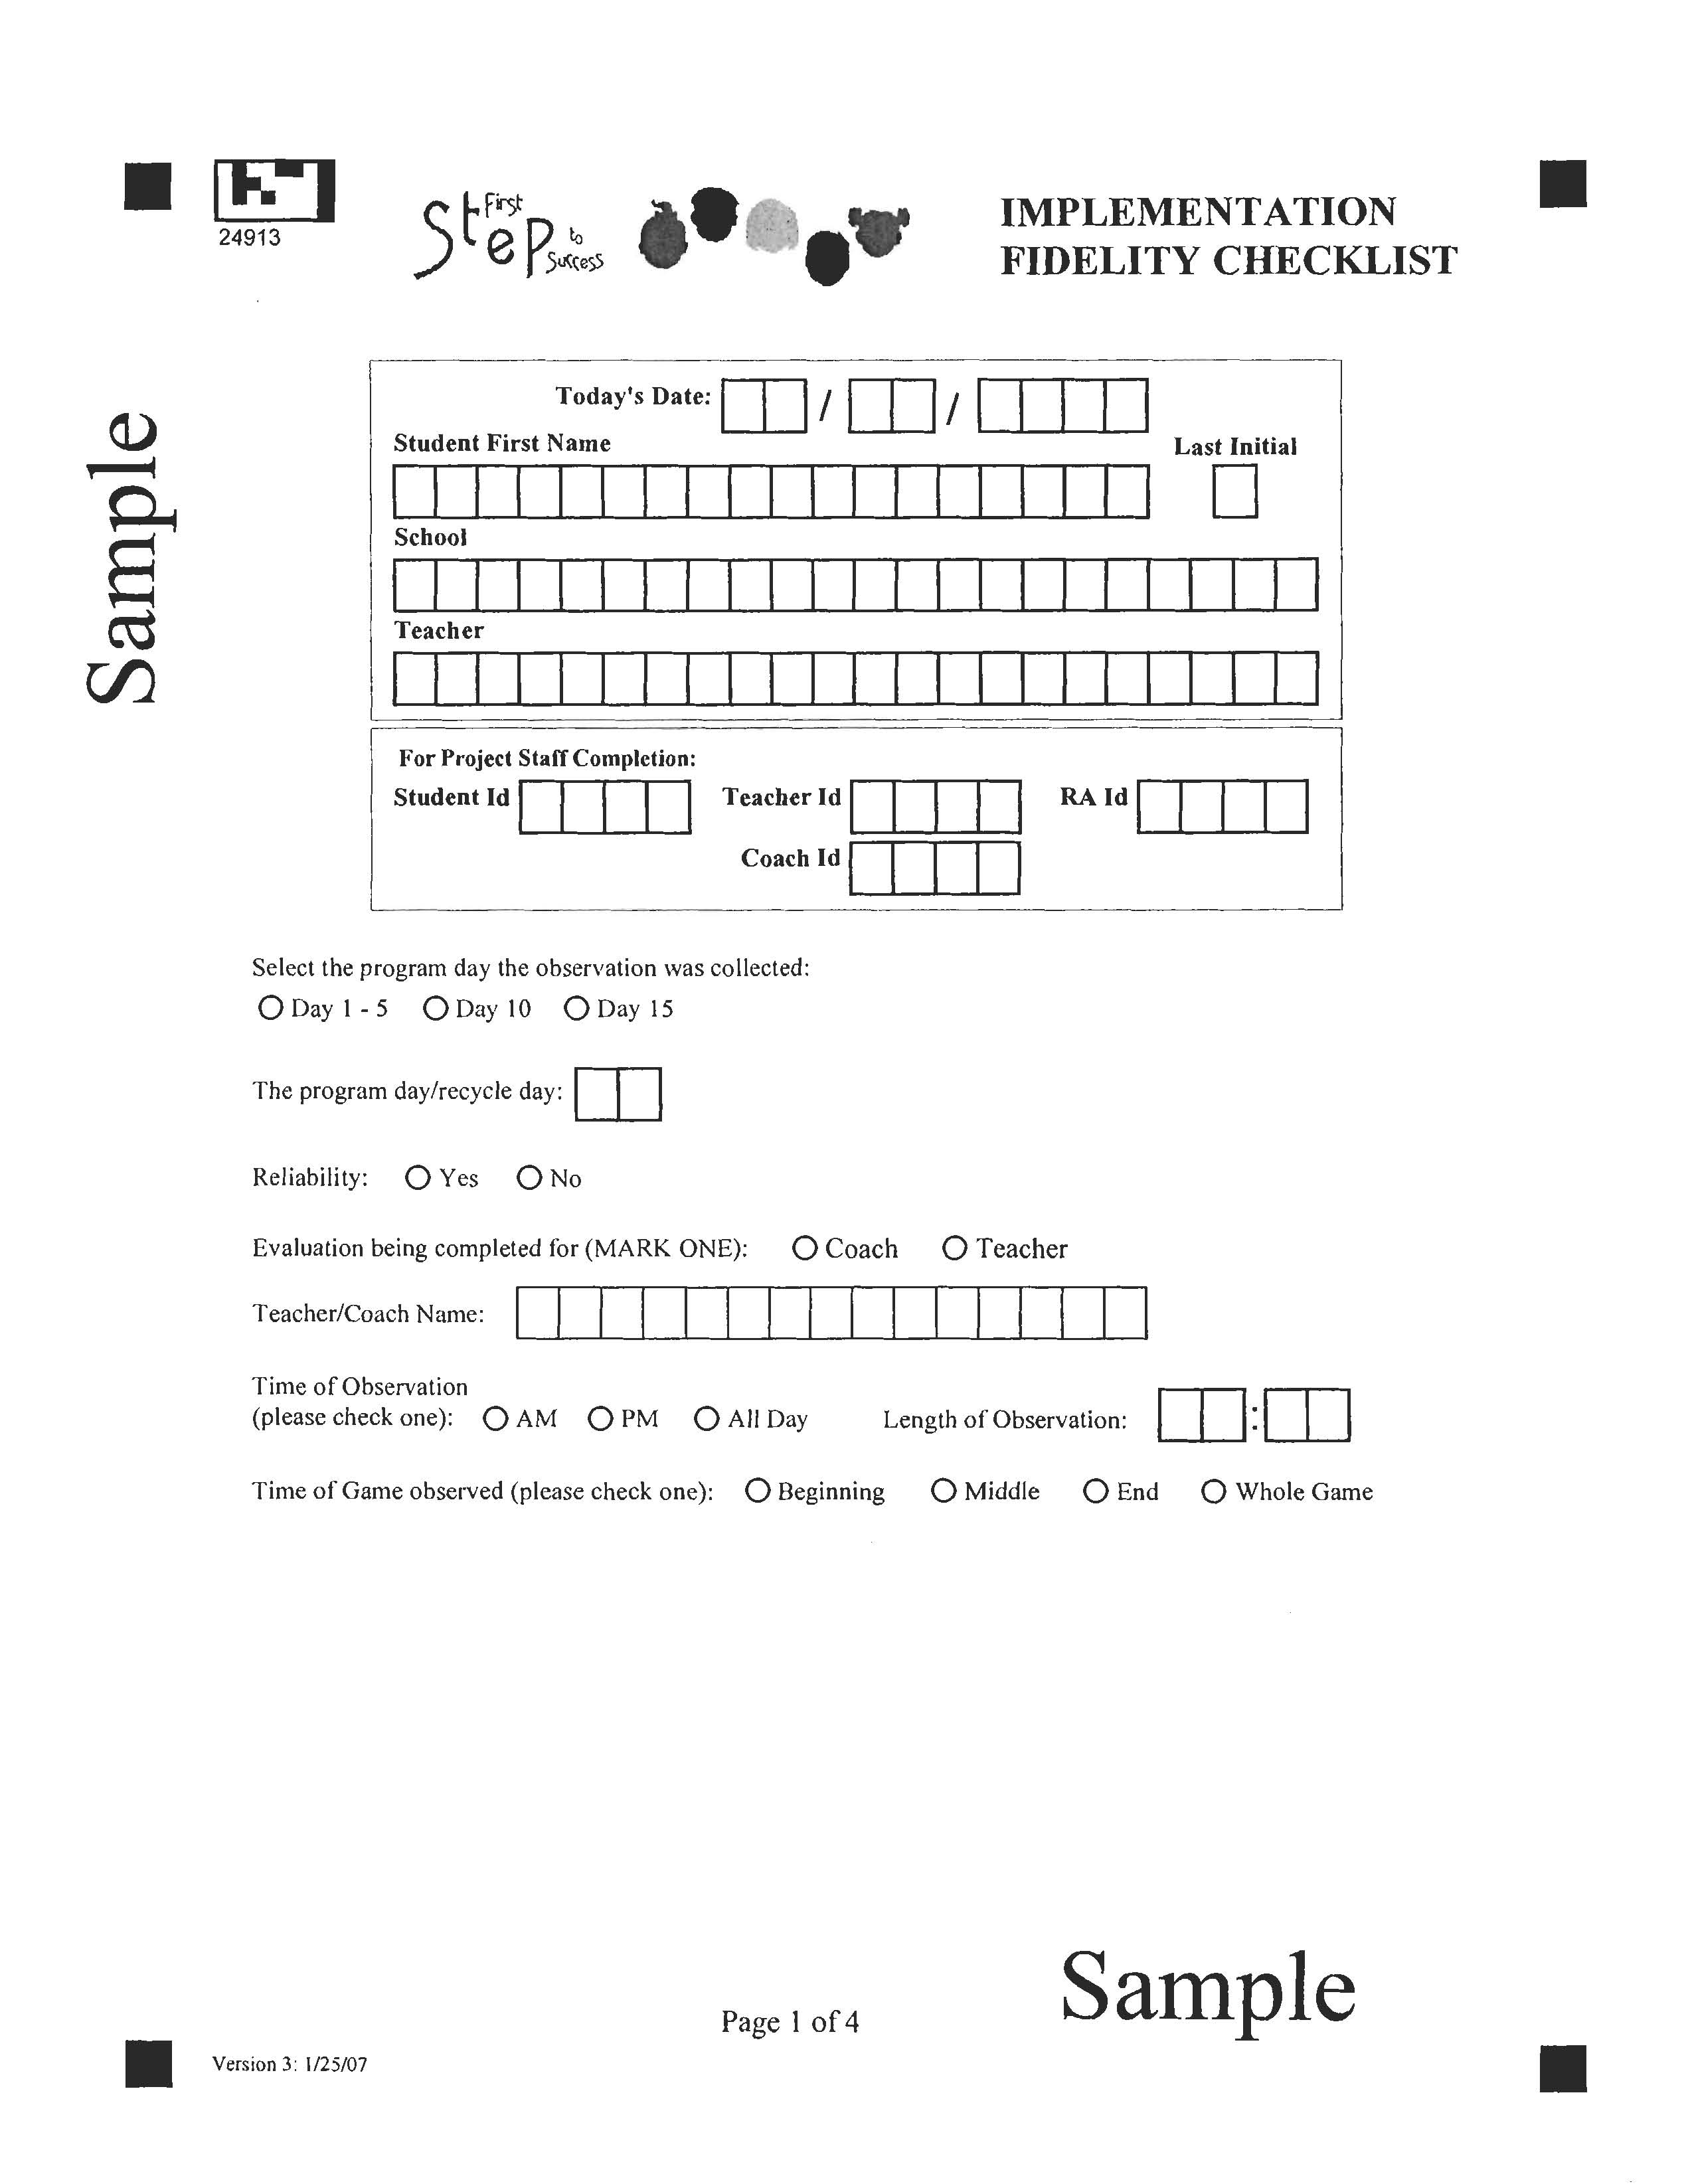 24913
First
Step to
Success
IMPLEMENTATION
FIDELITY CHECKLIST
Sample
Today's Date: / /
Student First Name Last Initial
School
Teacher
For Project Staff Completion:
Student Id Teacher Id RA Id
Coach Id
Select the program day the observation was collected:
Day 1 - 5 Day 10 Day 15
The program day/recycle day:
Reliability: Yes No
Evaluation being completed for (MARK ONE): Coach Teacher
Teacher/Coach Name:
Time of Observation
(please check one): AM PM All Day Length of Observation: :
Time of Game observed (please check one): Beginning Middle End Whole Game
Sample
Page 1 of 4
Version 3: 1/25/07